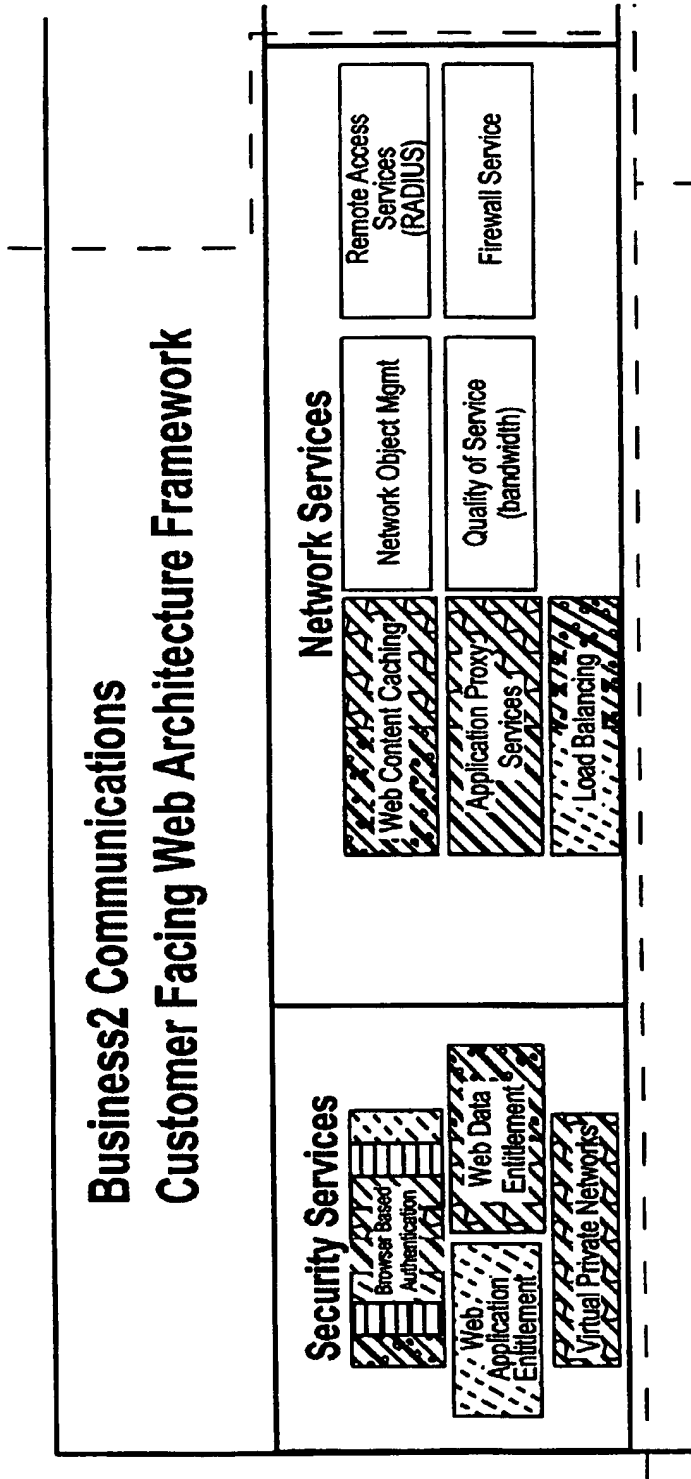 Business2 Communications
Customer Facing Web Architecture Framework
Security Services
Browser Based
Authentication
Web
Application
Entitlement
Web Data
Entitlement
Virtual Private Networks
Network Services
Web Content Caching
Network Object Mgmt
Remote Access
Services
(RADIUS)
Application Proxy
Services
Quality of Service
(bandwidth)
Firewall Service
Load Balancing